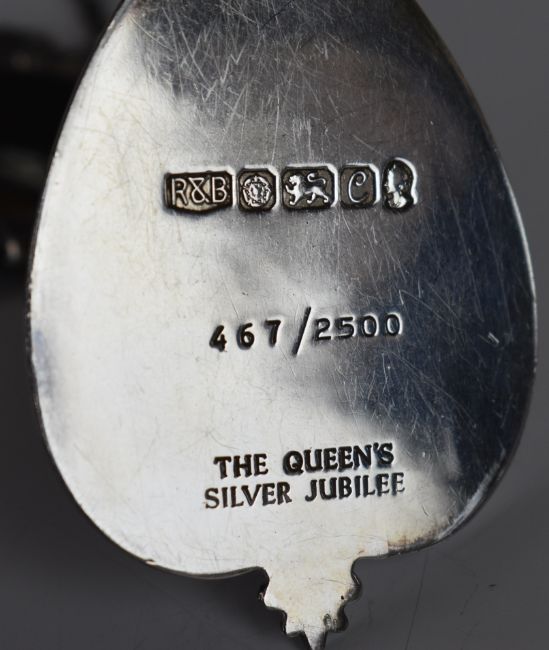 R&B C
467/2500
THE QUEEN'S
SILVER JUBILEE